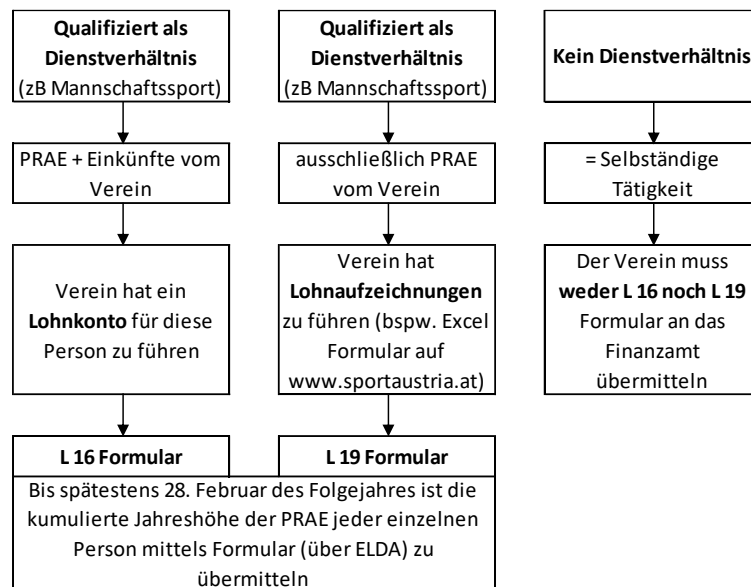 Qualifiziert als
Dienstverhältnis
(zB Mannschaftssport)
PRAE + Einkünfte vom
Verein
Verein hat ein
Lohnkonto für diese
Person zu führen
L 16 Formular
Qualifiziert als
Dienstverhältnis
(zB Mannschaftssport)
ausschließlich PRAE
vom Verein
Verein hat
Lohnaufzeichnungen
zu führen (bspw. Excel
Formular auf
www.sportaustria.at)
L 19 Formular
Bis spätestens 28. Februar des Folgejahres ist die
kumulierte Jahreshöhe der PRAE jeder einzelnen
Person mittels Formular (über ELDA) zu
übermitteln
Kein Dienstverhältnis
= Selbständige
Tätigkeit
Der Verein muss
weder L 16 noch L 19
Formular an das
Finanzamt
übermitteln